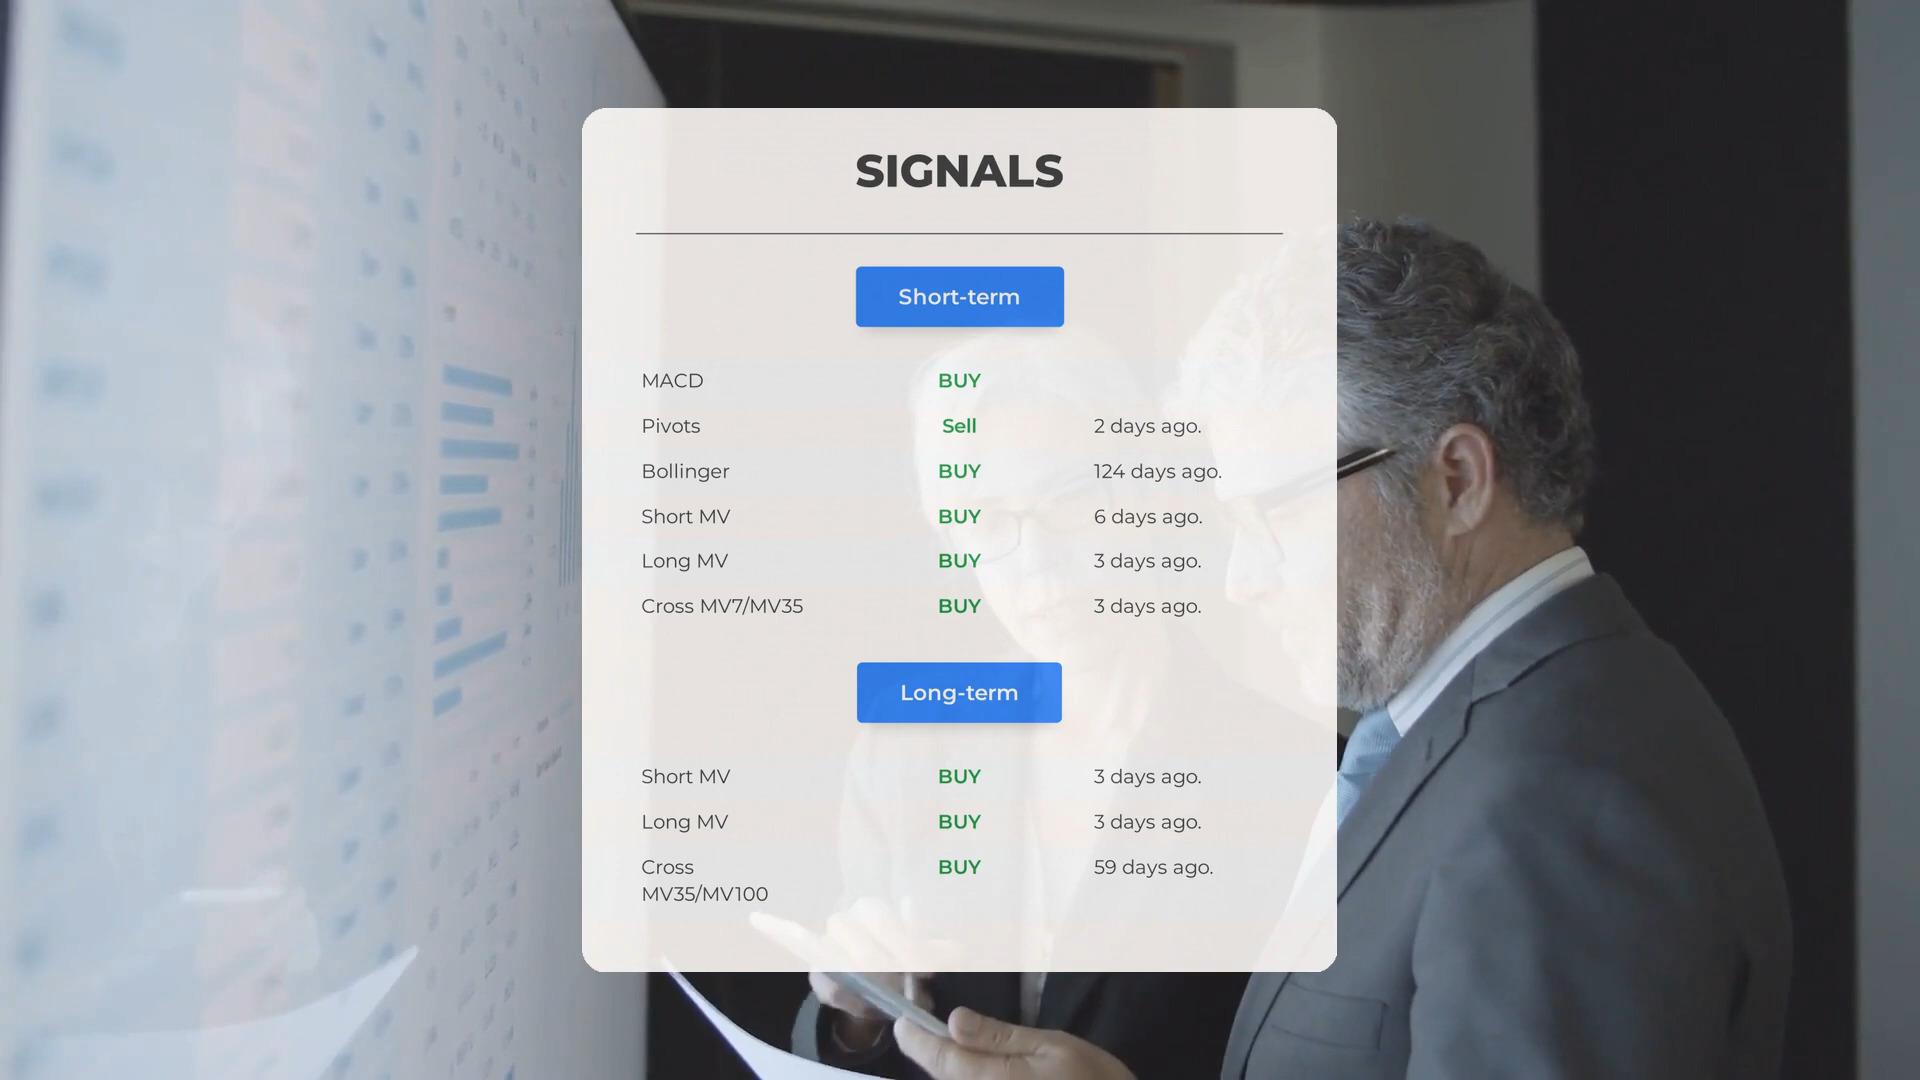 SIGNALS
Short-term
MACD BUY
Pivots Sell 2 days ago.
Bollinger BUY 124 days ago.
Short MV BUY 6 days ago.
Long MV BUY 3 days ago.
Cross MV7/MV35 BUY 3 days ago.
Long-term
Short MV BUY 3 days ago.
Long MV BUY 3 days ago.
Cross BUY 59 days ago.
MV35/MV100